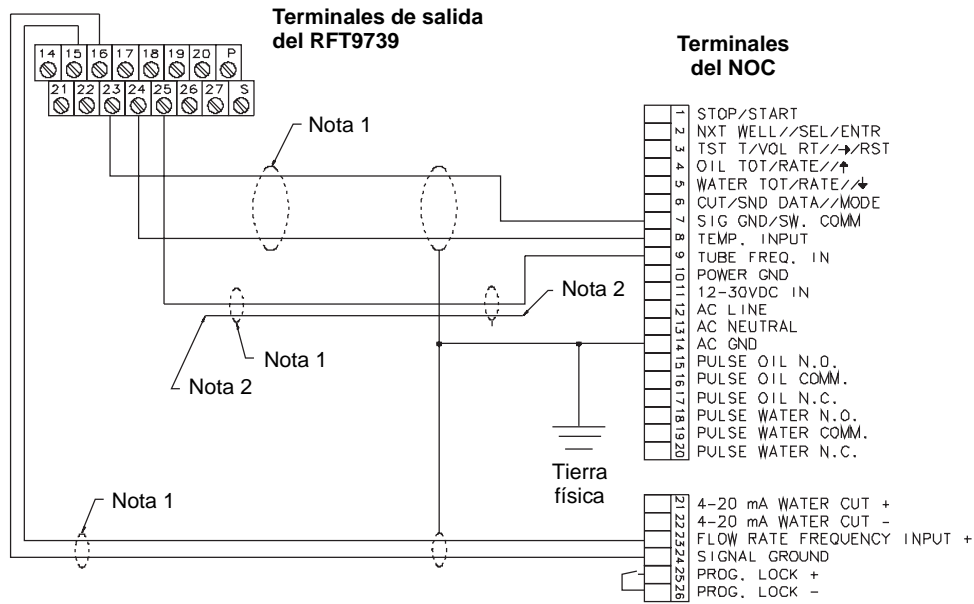 Terminales de salida
del RFT9739
14 15 16 17 18 19 20 P
21 22 23 24 25 26 27 S
Nota 1
Nota 2
Nota 1
Nota 2
Nota 1
Tierra
física
Terminales
del NOC
1 STOP/START
2 NXT WELL//SEL/ENTR
3 TST T/VOL RT//→/RST
4 OIL TOT/RATE//↑
5 WATER TOT/RATE//↓
6 CUT/SND DATA//MODE
7 SIG GND/SW. COMM
8 TEMP. INPUT
9 TUBE FREQ. IN
10 POWER GND
11 12-30VDC IN
12 AC LINE
13 AC NEUTRAL
14 AC GND
15 PULSE OIL N.O.
16 PULSE OIL COMM.
17 PULSE OIL N.C.
18 PULSE WATER N.O.
19 PULSE WATER COMM.
20 PULSE WATER N.C.
21 4-20 mA WATER CUT +
22 4-20 mA WATER CUT -
23 FLOW RATE FREQUENCY INPUT +
24 SIGNAL GROUND
25 PROG. LOCK +
26 PROG. LOCK -